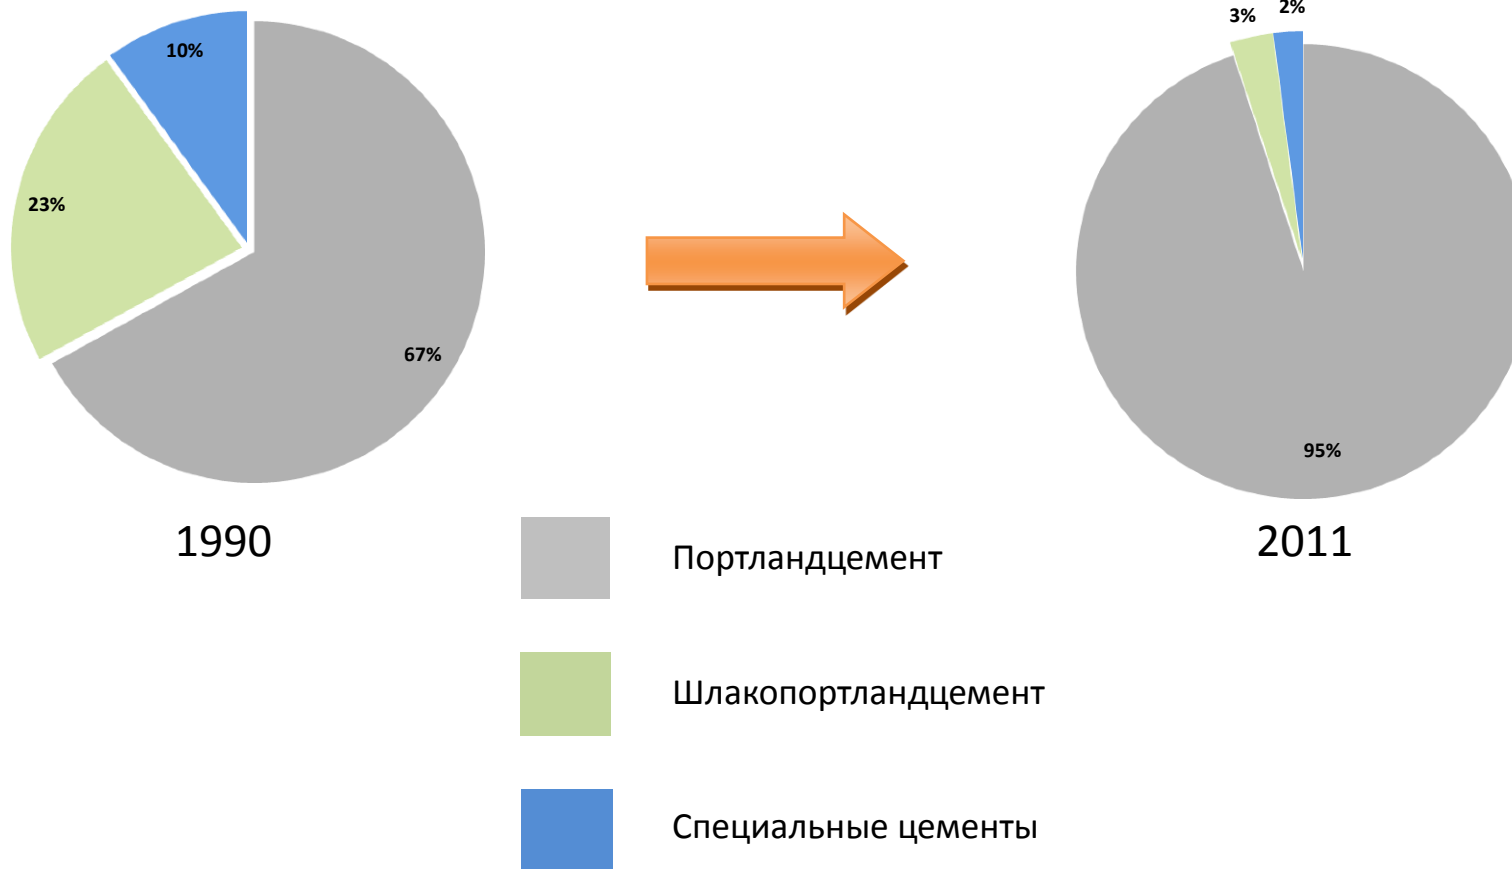 10%
23%
67%
1990
3%
2%
95%
2011
Портландцемент
Шлакопортландцемент
Специальные цементы